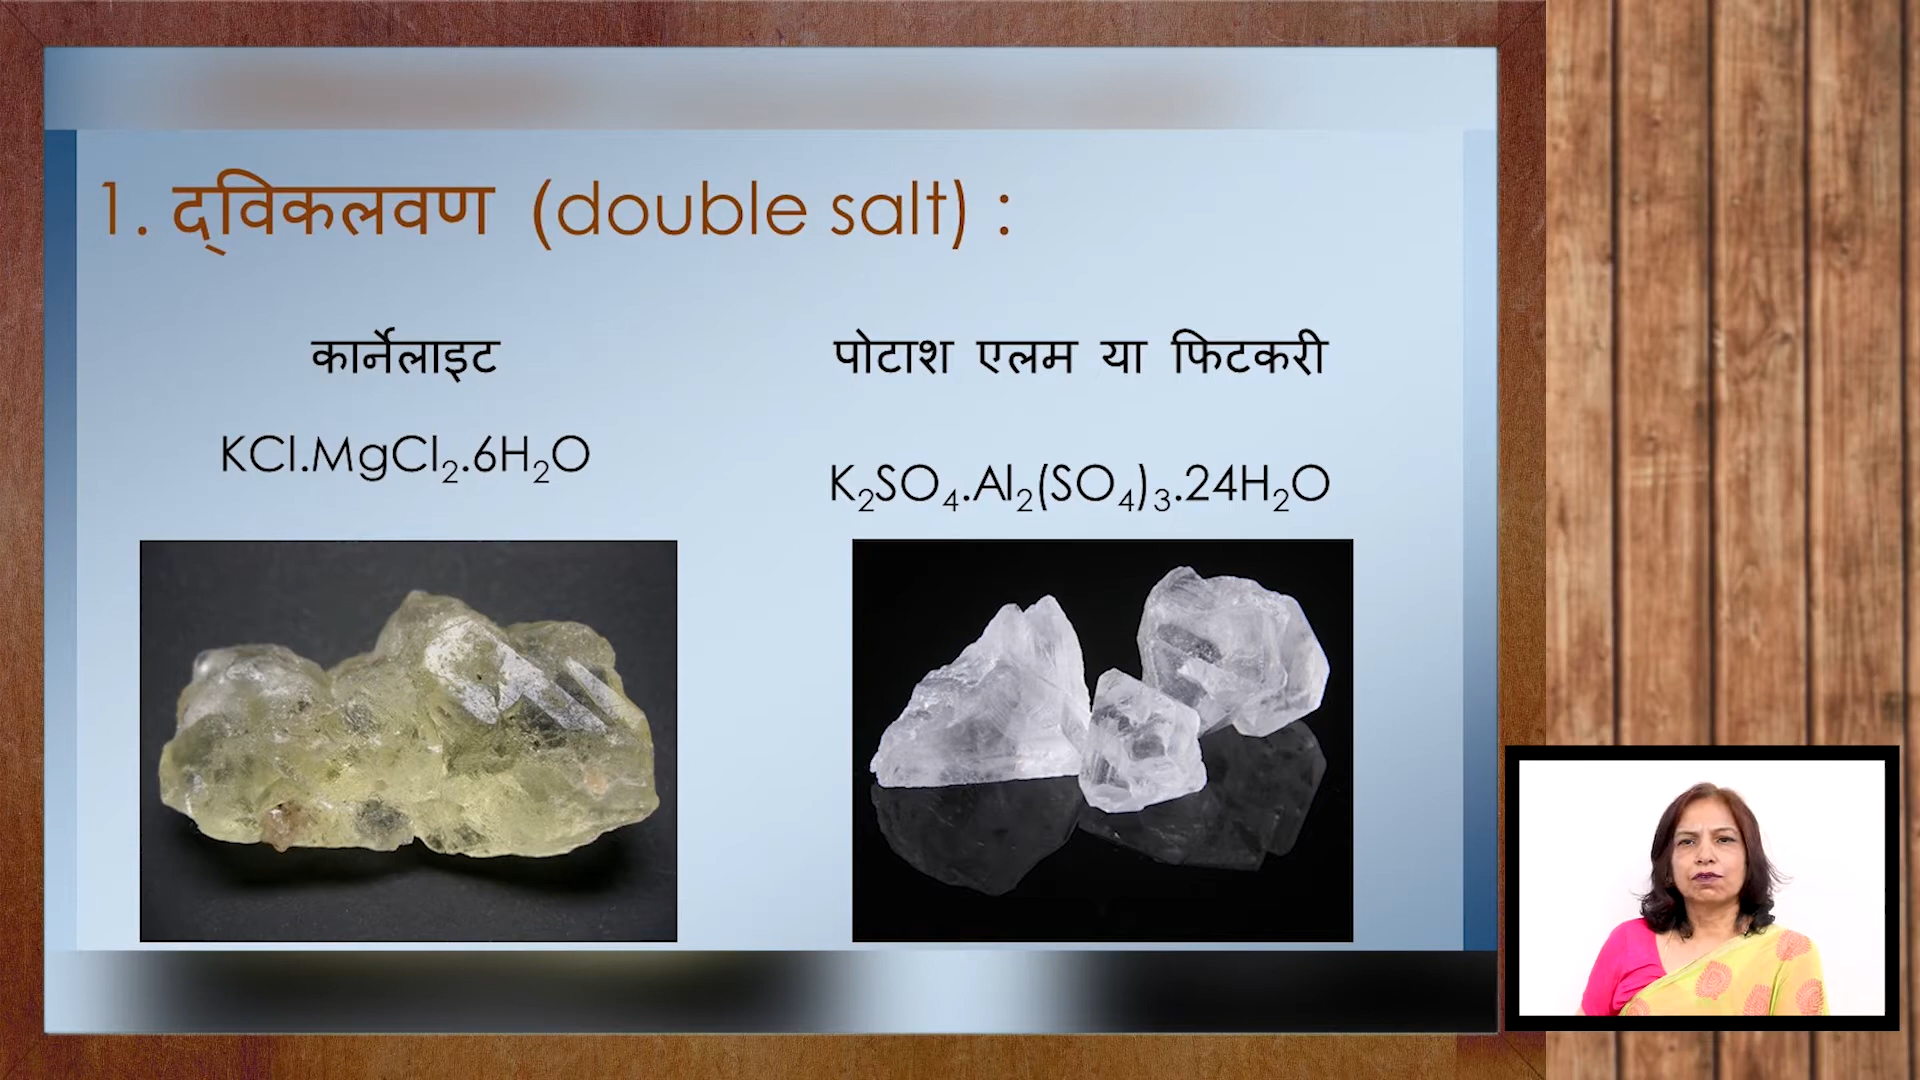 1. द्विकलवण (double salt) :
कार्नेलाइट
पोटाश एलम या फिटकरी
KCl.MgCl₂.6H₂O
K₂SO₄.Al₂(SO₄)₃.24H₂O